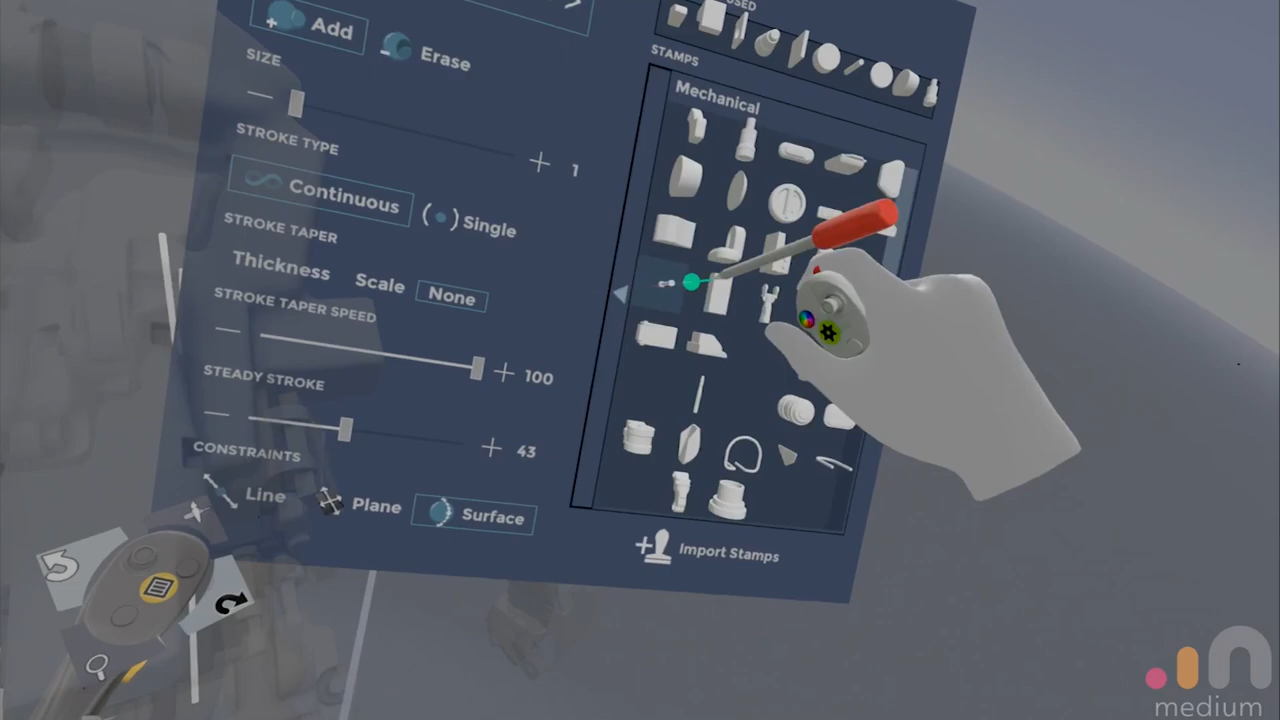 Add
Erase
SIZE
1
STROKE TYPE
Continuous
Single
STROKE TAPER
Thickness
Scale
None
STROKE TAPER SPEED
100
STEADY STROKE
43
CONSTRAINTS
Line
Plane
Surface
STAMPS
Mechanical
Import Stamps
medium